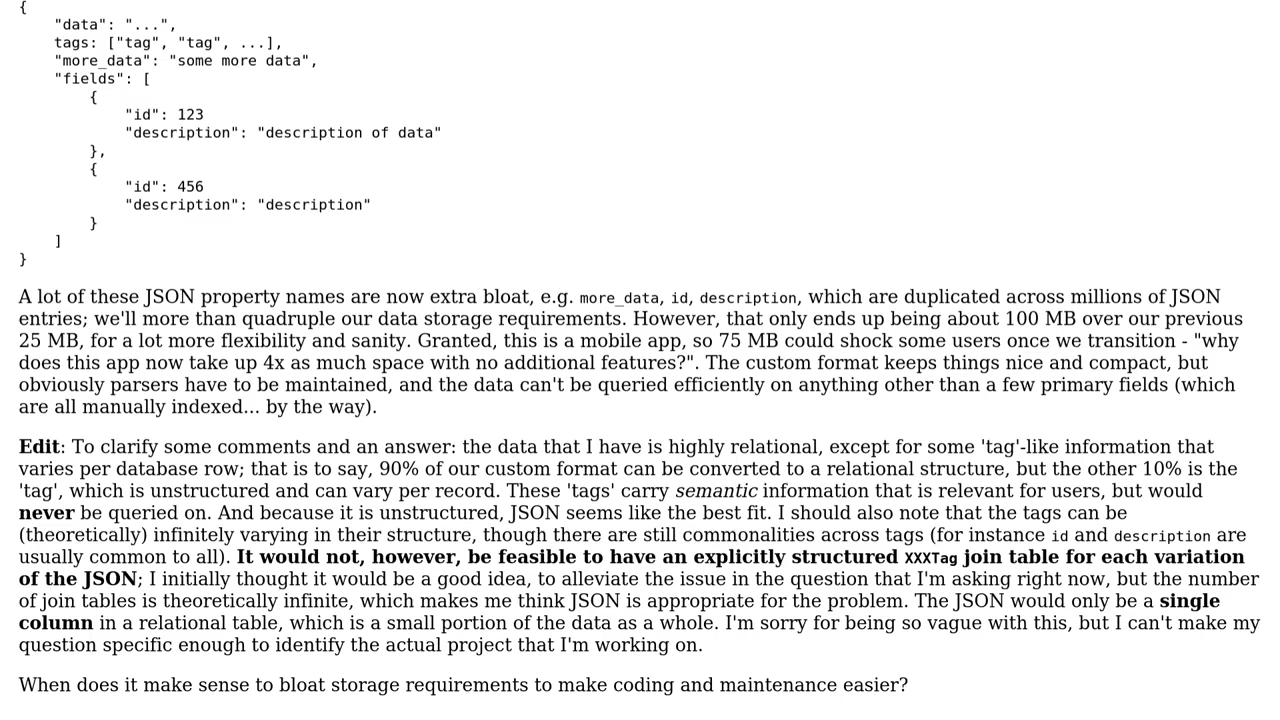 {
    "data": "...",
    tags: ["tag", "tag", ...],
    "more_data": "some more data",
    "fields": [
        {
            "id": 123
            "description": "description of data"
        },
        {
            "id": 456
            "description": "description"
        }
    ]
}
A lot of these JSON property names are now extra bloat, e.g. more_data, id, description, which are duplicated across millions of JSON
entries; we'll more than quadruple our data storage requirements. However, that only ends up being about 100 MB over our previous
25 MB, for a lot more flexibility and sanity. Granted, this is a mobile app, so 75 MB could shock some users once we transition - "why
does this app now take up 4x as much space with no additional features?". The custom format keeps things nice and compact, but
obviously parsers have to be maintained, and the data can't be queried efficiently on anything other than a few primary fields (which
are all manually indexed... by the way).
Edit: To clarify some comments and an answer: the data that I have is highly relational, except for some 'tag'-like information that
varies per database row; that is to say, 90% of our custom format can be converted to a relational structure, but the other 10% is the
'tag', which is unstructured and can vary per record. These 'tags' carry semantic information that is relevant for users, but would
never be queried on. And because it is unstructured, JSON seems like the best fit. I should also note that the tags can be
(theoretically) infinitely varying in their structure, though there are still commonalities across tags (for instance id and description are
usually common to all). It would not, however, be feasible to have an explicitly structured XXXTag join table for each variation
of the JSON; I initially thought it would be a good idea, to alleviate the issue in the question that I'm asking right now, but the number
of join tables is theoretically infinite, which makes me think JSON is appropriate for the problem. The JSON would only be a single
column in a relational table, which is a small portion of the data as a whole. I'm sorry for being so vague with this, but I can't make my
question specific enough to identify the actual project that I'm working on.
When does it make sense to bloat storage requirements to make coding and maintenance easier?